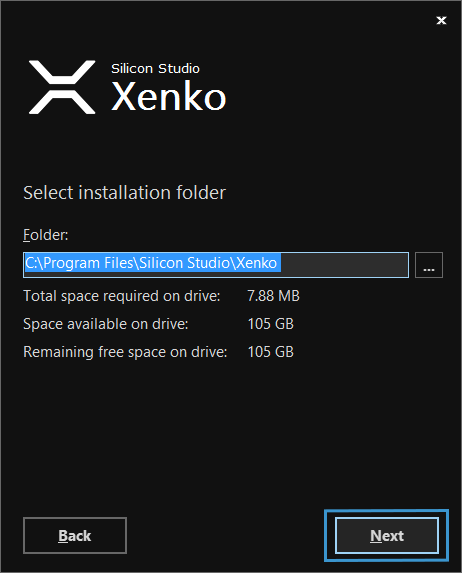 Silicon Studio
Xenko
Select installation folder
Folder:
C:\Program Files\Silicon Studio\Xenko
...
Total space required on drive: 7.88 MB
Space available on drive: 105 GB
Remaining free space on drive: 105 GB
Back
Next